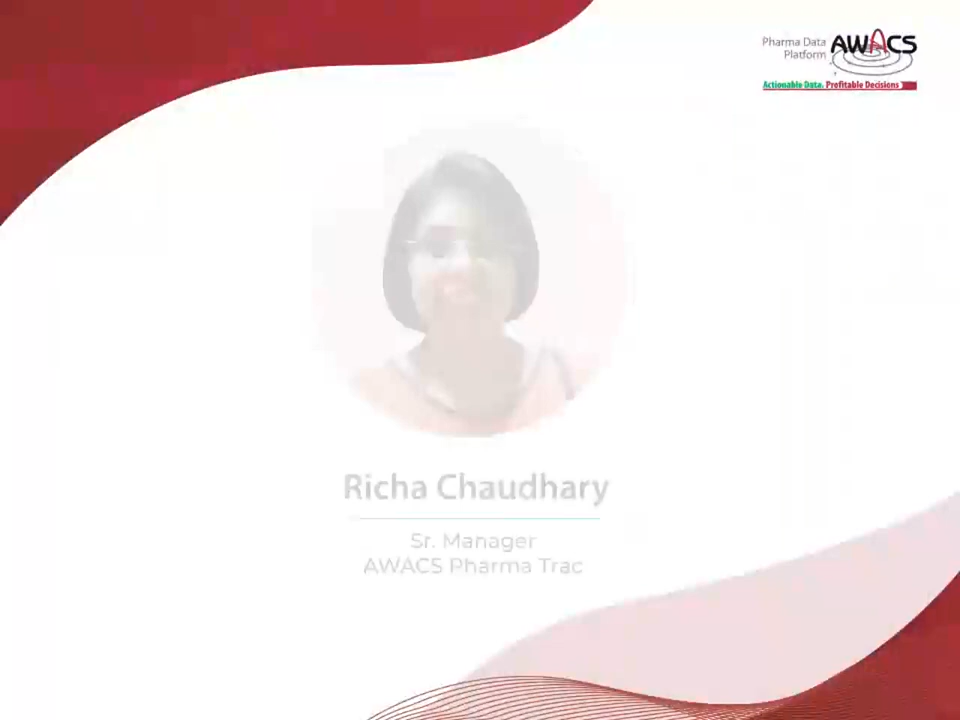 Pharma Data
Platform
AWACS
Actionable Data. Profitable Decisions
Richa Chaudhary
Sr. Manager
AWACS Pharma Trac